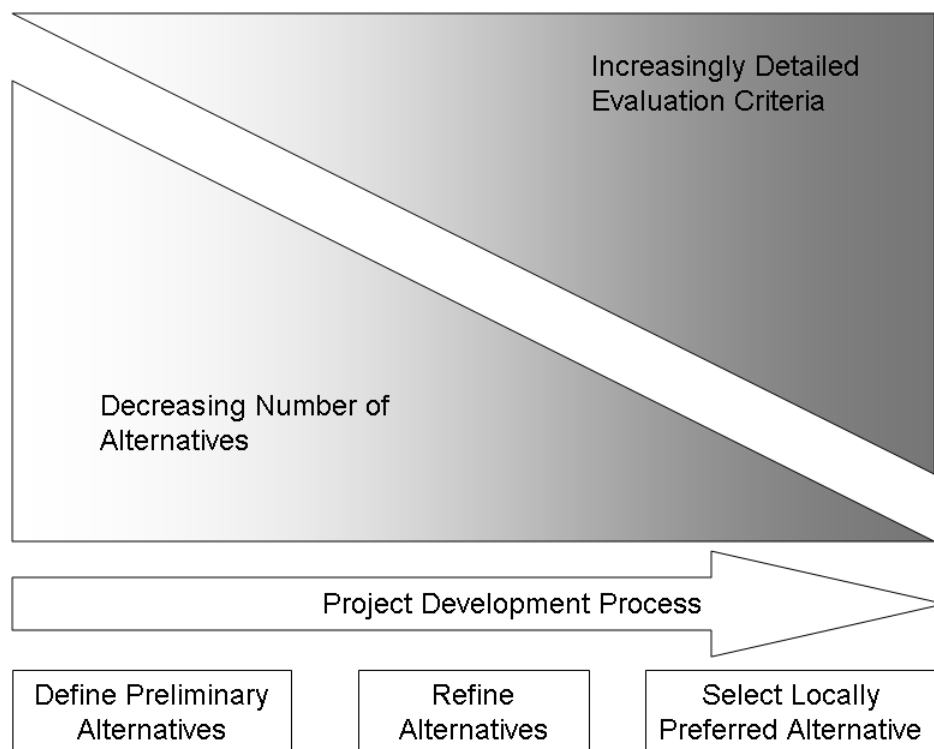 Increasingly Detailed
Evaluation Criteria
Decreasing Number of
Alternatives
Project Development Process
Define Preliminary
Alternatives
Refine
Alternatives
Select Locally
Preferred Alternative